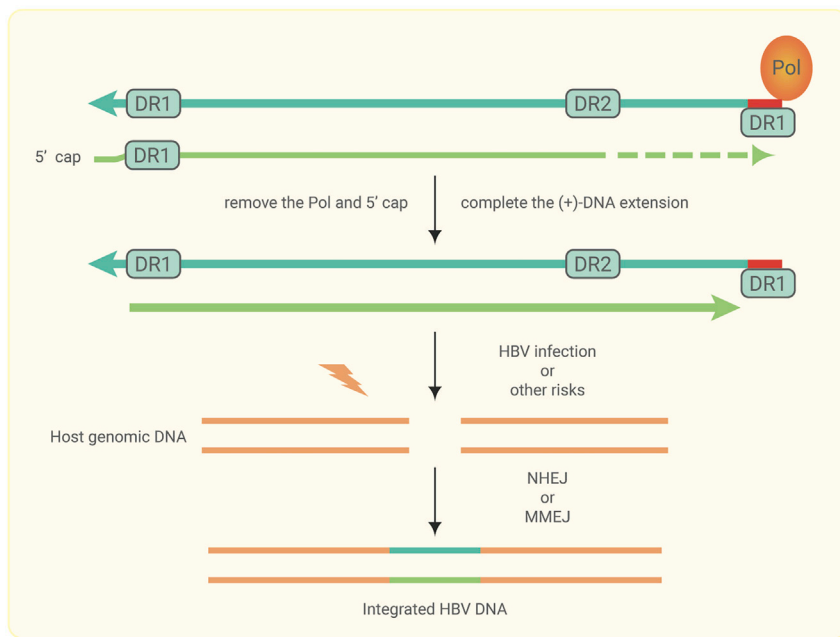 Pol
DR1
DR2
DR1
5' cap
DR1
remove the Pol and 5' cap
complete the (+)-DNA extension
DR1
DR2
DR1
HBV infection
or
other risks
Host genomic DNA
NHEJ
or
MMEJ
Integrated HBV DNA